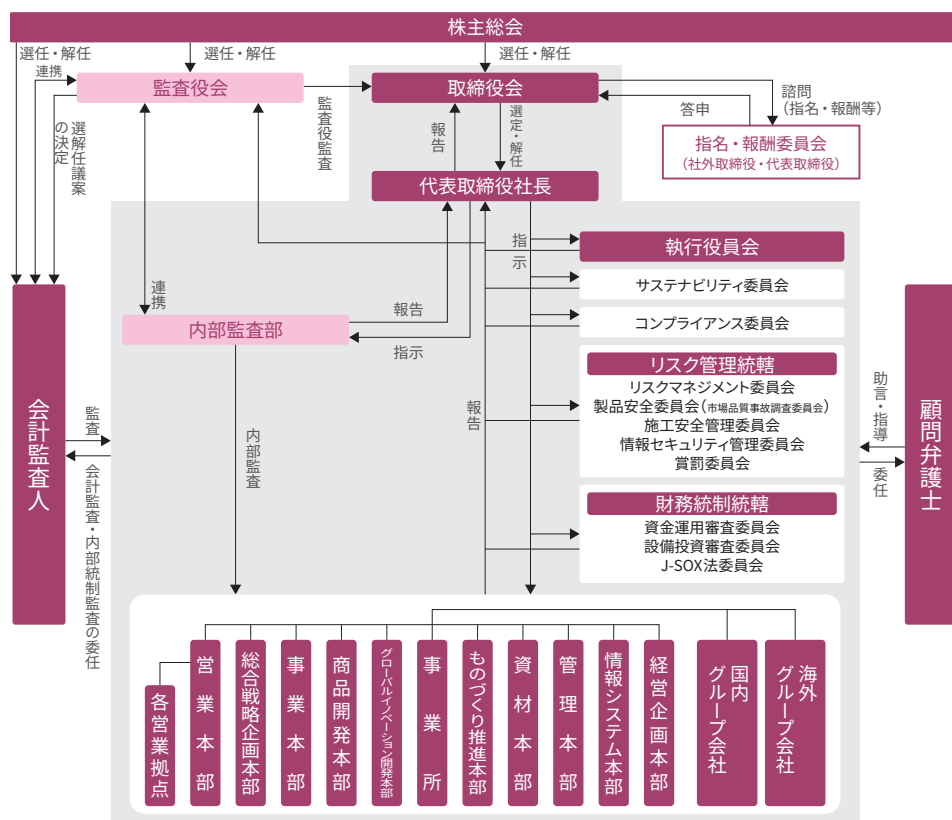 株主総会
選任・解任
選任・解任
選任・解任
連携
監査役会
取締役会
諮問
(指名・報酬等)
答申
監査役監査
選解任議案
の決定
報告
選定・解任
指名・報酬委員会
(社外取締役・代表取締役)
代表取締役社長
指示
執行役員会
サステナビリティ委員会
連携
報告
内部監査部
コンプライアンス委員会
指示
リスク管理統轄
リスクマネジメント委員会
製品安全委員会(市場品質事故調査委員会)
施工安全管理委員会
情報セキュリティ管理委員会
賞罰委員会
報告
内部監査
会計監査人
監査
会計監査・内部統制監査の委任
助言・指導
委任
顧問弁護士
財務統制統轄
資金運用審査委員会
設備投資審査委員会
J-SOX法委員会
各営業拠点
営業本部
総合戦略企画本部
事業本部
商品開発本部
グローバルイノベーション開発本部
事業所
ものづくり推進本部
資材本部
管理本部
情報システム本部
経営企画本部
国内
グループ会社
海外
グループ会社